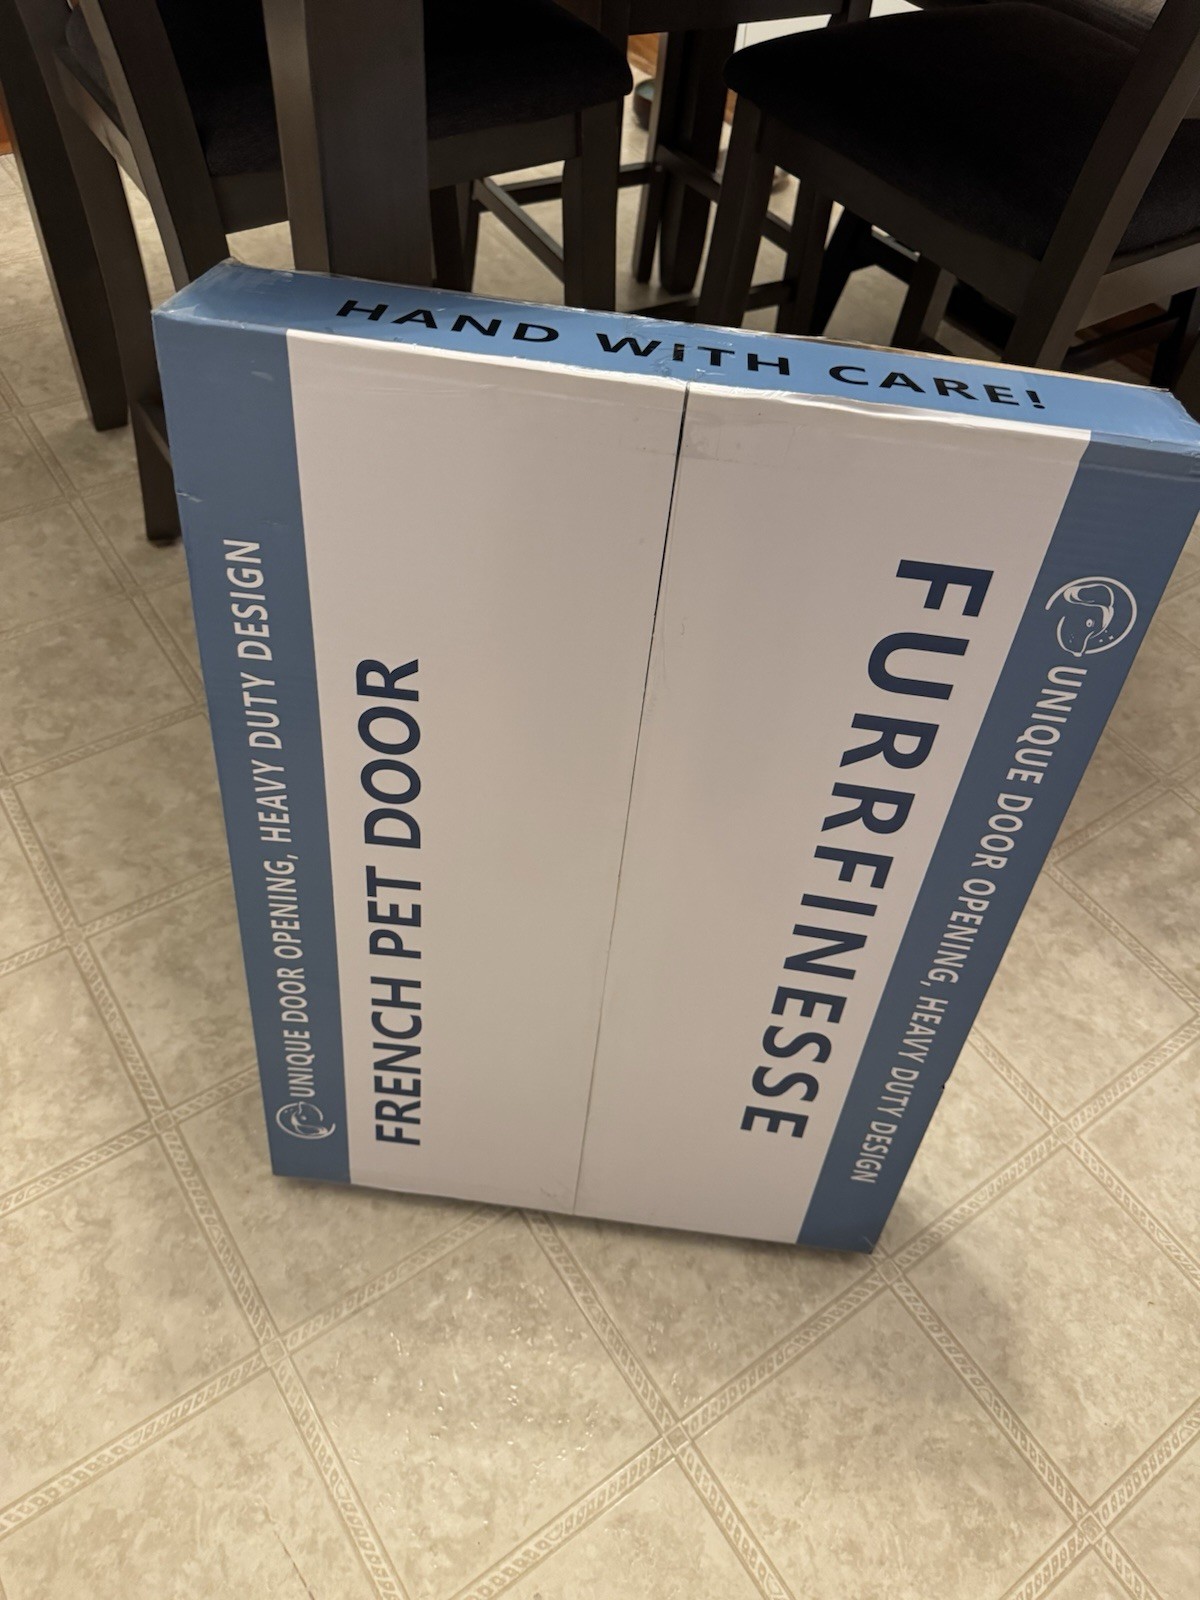 HAND WITH CARE!
UNIQUE DOOR OPENING, HEAVY DUTY DESIGN
FRENCH PET DOOR
FURRFINESSE
UNIQUE DOOR OPENING, HEAVY DUTY DESIGN